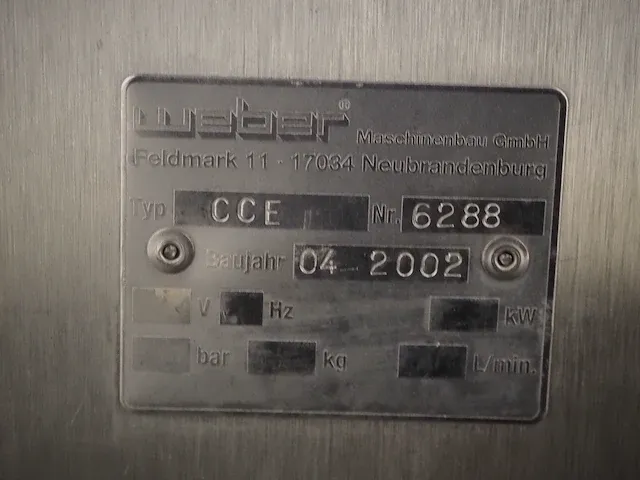 weber® Maschinenbau GmbH
Feldmark 11 - 17034 Neubrandenburg
Typ CCE Nr. 6288
Baujahr 04 2002
V Hz kW
bar kg L/min.